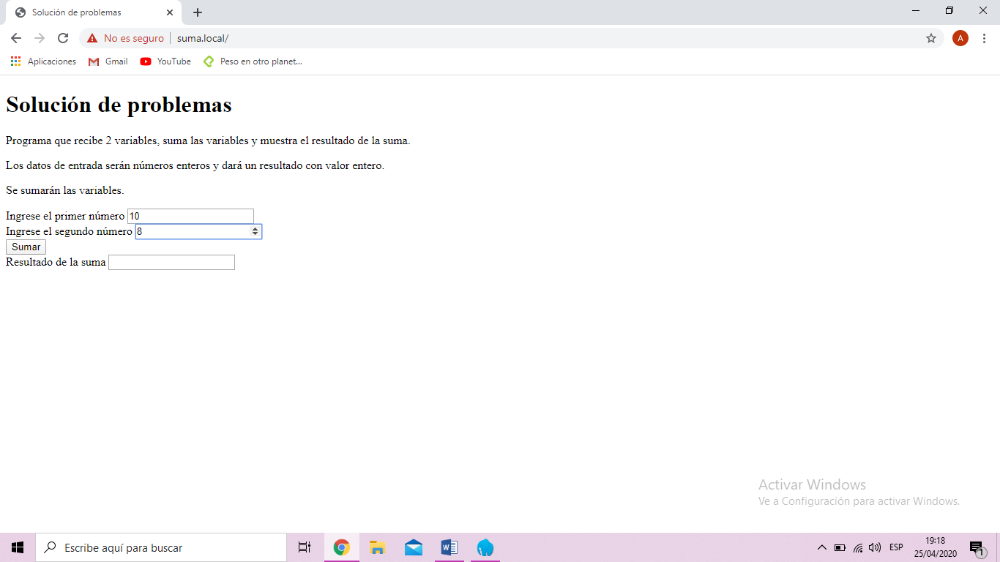 Solución de problemas
No es seguro suma.local/ A
Aplicaciones Gmail YouTube Peso en otro planet...
Solución de problemas
Programa que recibe 2 variables, suma las variables y muestra el resultado de la suma.
Los datos de entrada serán números enteros y dará un resultado con valor entero.
Se sumarán las variables.
Ingrese el primer número 10
Ingrese el segundo número 8
Sumar
Resultado de la suma
Activar Windows
Ve a Configuración para activar Windows.
Escribe aquí para buscar W ESP 19:18
25/04/2020 1